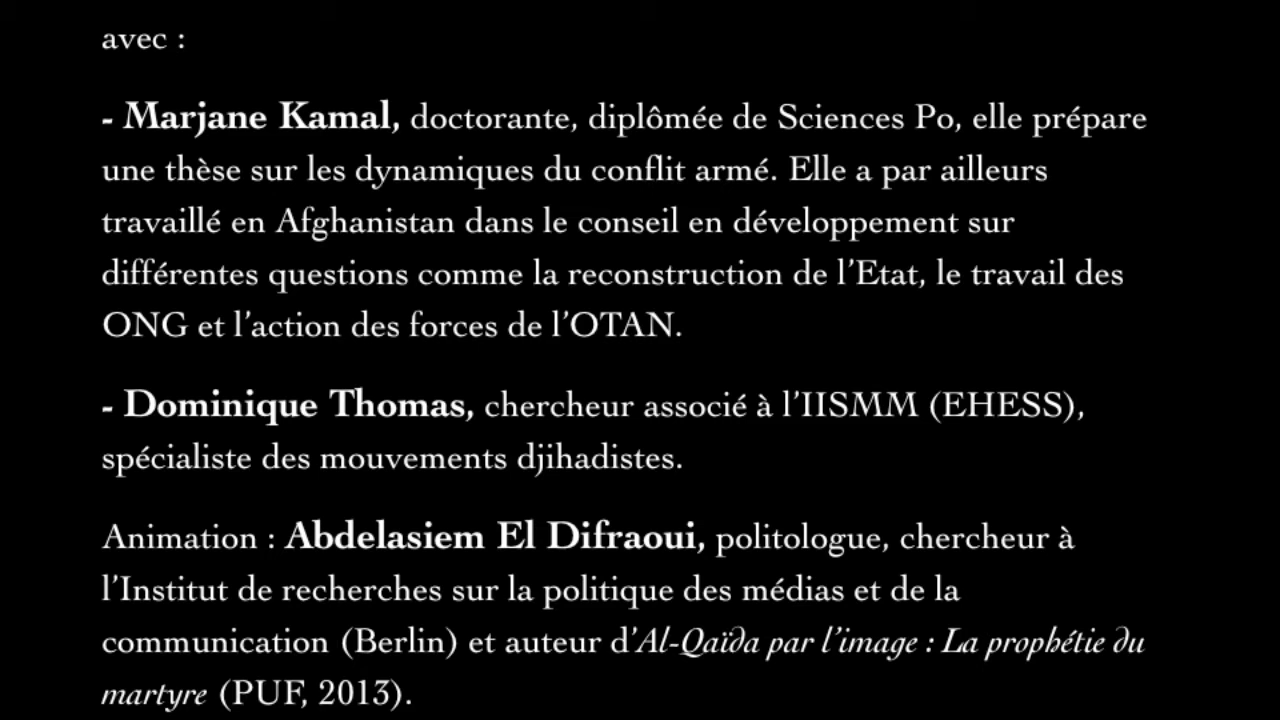 avec :
- Marjane Kamal, doctorante, diplômée de Sciences Po, elle prépare
une thèse sur les dynamiques du conflit armé. Elle a par ailleurs
travaillé en Afghanistan dans le conseil en développement sur
différentes questions comme la reconstruction de l’Etat, le travail des
ONG et l’action des forces de l’OTAN.
- Dominique Thomas, chercheur associé à l’IISMM (EHESS),
spécialiste des mouvements djihadistes.
Animation : Abdelasiem El Difraoui, politologue, chercheur à
l’Institut de recherches sur la politique des médias et de la
communication (Berlin) et auteur d’Al-Qaïda par l’image : La prophétie du
martyre (PUF, 2013).